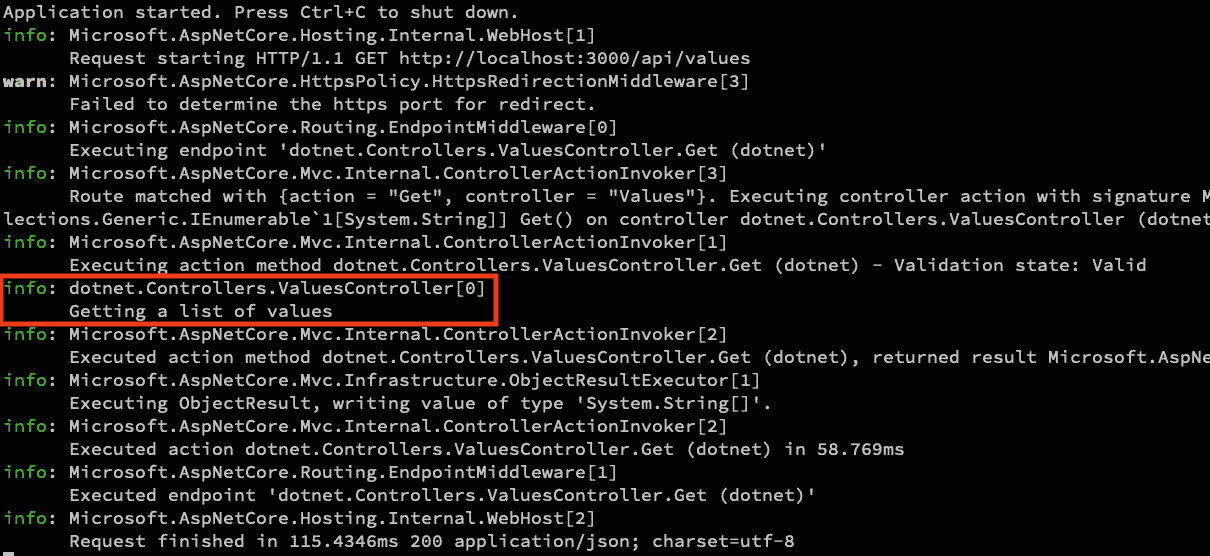 Application started. Press Ctrl+C to shut down.
info: Microsoft.AspNetCore.Hosting.Internal.WebHost[1]
Request starting HTTP/1.1 GET http://localhost:3000/api/values
warn: Microsoft.AspNetCore.HttpsPolicy.HttpsRedirectionMiddleware[3]
Failed to determine the https port for redirect.
info: Microsoft.AspNetCore.Routing.EndpointMiddleware[0]
Executing endpoint 'dotnet.Controllers.ValuesController.Get (dotnet)'
info: Microsoft.AspNetCore.Mvc.Internal.ControllerActionInvoker[3]
Route matched with {action = "Get", controller = "Values"}. Executing controller action with signature M
lections.Generic.IEnumerable`1[System.String]] Get() on controller dotnet.Controllers.ValuesController (dotnet
info: Microsoft.AspNetCore.Mvc.Internal.ControllerActionInvoker[1]
Executing action method dotnet.Controllers.ValuesController.Get (dotnet) - Validation state: Valid
info: dotnet.Controllers.ValuesController[0]
Getting a list of values
info: Microsoft.AspNetCore.Mvc.Internal.ControllerActionInvoker[2]
Executed action method dotnet.Controllers.ValuesController.Get (dotnet), returned result Microsoft.AspNe
info: Microsoft.AspNetCore.Mvc.Infrastructure.ObjectResultExecutor[1]
Executing ObjectResult, writing value of type 'System.String[]'.
info: Microsoft.AspNetCore.Mvc.Internal.ControllerActionInvoker[2]
Executed action dotnet.Controllers.ValuesController.Get (dotnet) in 58.769ms
info: Microsoft.AspNetCore.Routing.EndpointMiddleware[1]
Executed endpoint 'dotnet.Controllers.ValuesController.Get (dotnet)'
info: Microsoft.AspNetCore.Hosting.Internal.WebHost[2]
Request finished in 115.4346ms 200 application/json; charset=utf-8